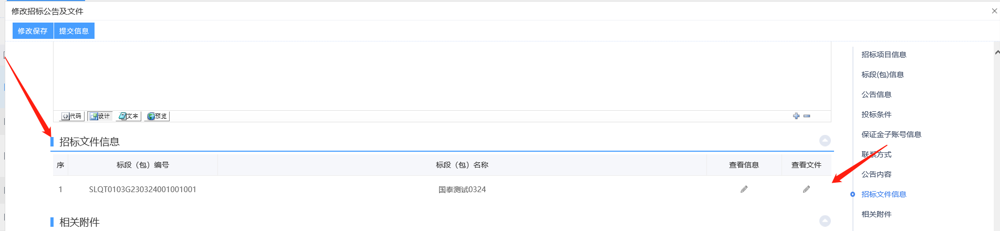 修改招标公告及文件
修改保存 提交信息
代码 设计 文本 预览
招标文件信息
序 标段（包）编号 标段（包）名称 查看信息 查看文件
1 SLQT0103G230324001001001 国泰测试0324
相关附件
招标项目信息
标段(包)信息
公告信息
投标条件
保证金子账号信息
联系方式
公告内容
招标文件信息
相关附件